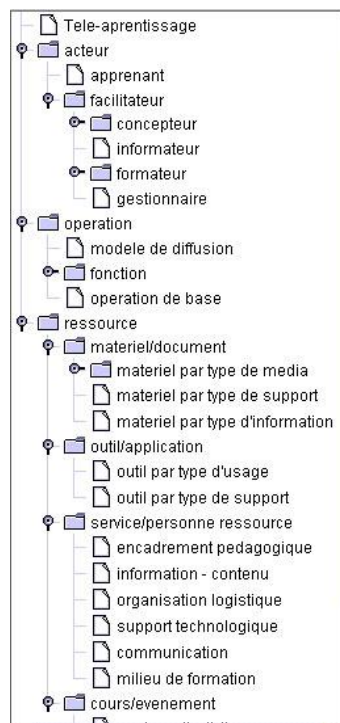 Tele-aprentissage
acteur
apprenant
facilitateur
concepteur
informateur
formateur
gestionnaire
operation
modele de diffusion
fonction
operation de base
ressource
materiel/document
materiel par type de media
materiel par type de support
materiel par type d'information
outil/application
outil par type d'usage
outil par type de support
service/personne ressource
encadrement pedagogique
information - contenu
organisation logistique
support technologique
communication
milieu de formation
cours/evenement